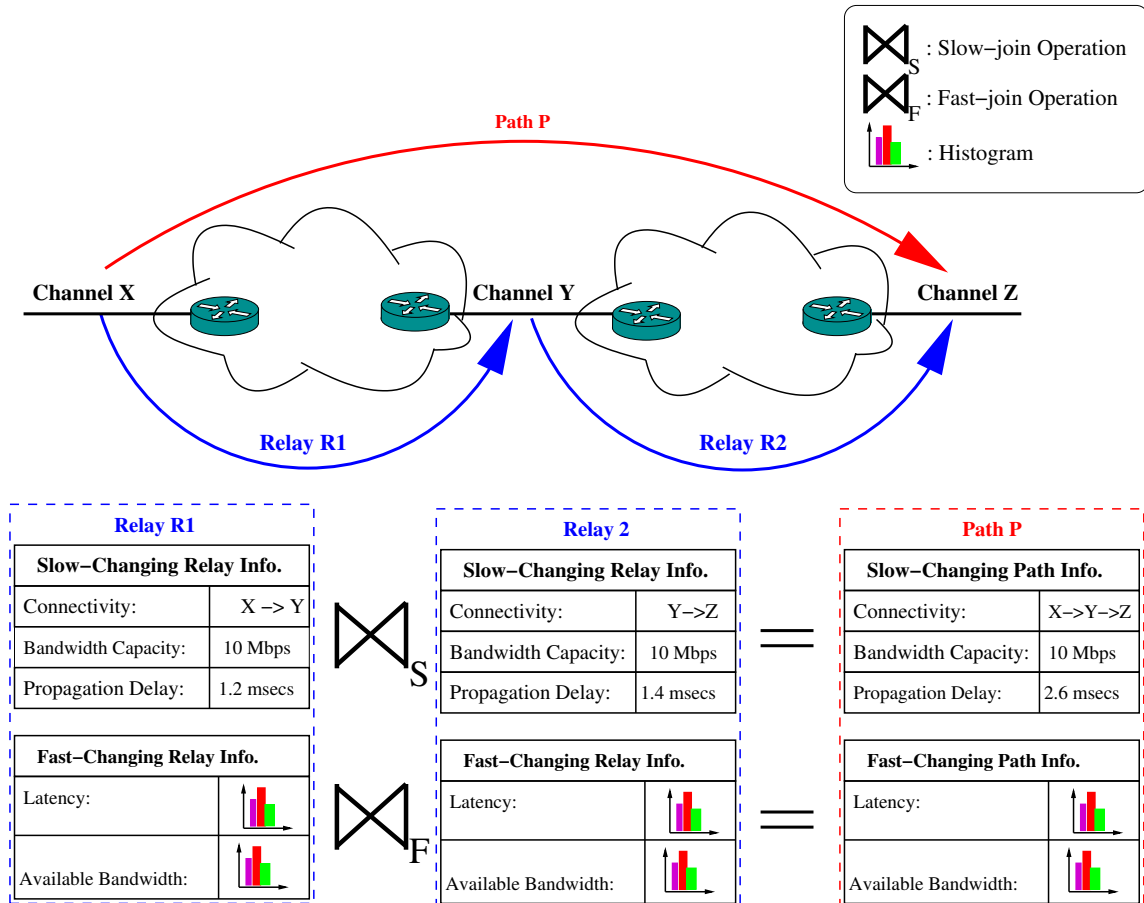 S : Slow−join Operation
F : Fast−join Operation
: Histogram
Path P
Channel X
Channel Y
Channel Z
Relay R1
Relay R2
Relay R1
Slow−Changing Relay Info.
Connectivity: X −> Y
Bandwidth Capacity: 10 Mbps
Propagation Delay: 1.2 msecs
Fast−Changing Relay Info.
Latency:
Available Bandwidth:
S
F
Relay 2
Slow−Changing Relay Info.
Connectivity: Y−>Z
Bandwidth Capacity: 10 Mbps
Propagation Delay: 1.4 msecs
Fast−Changing Relay Info.
Latency:
Available Bandwidth:
=
=
Path P
Slow−Changing Path Info.
Connectivity: X−>Y−>Z
Bandwidth Capacity: 10 Mbps
Propagation Delay: 2.6 msecs
Fast−Changing Path Info.
Latency:
Available Bandwidth: